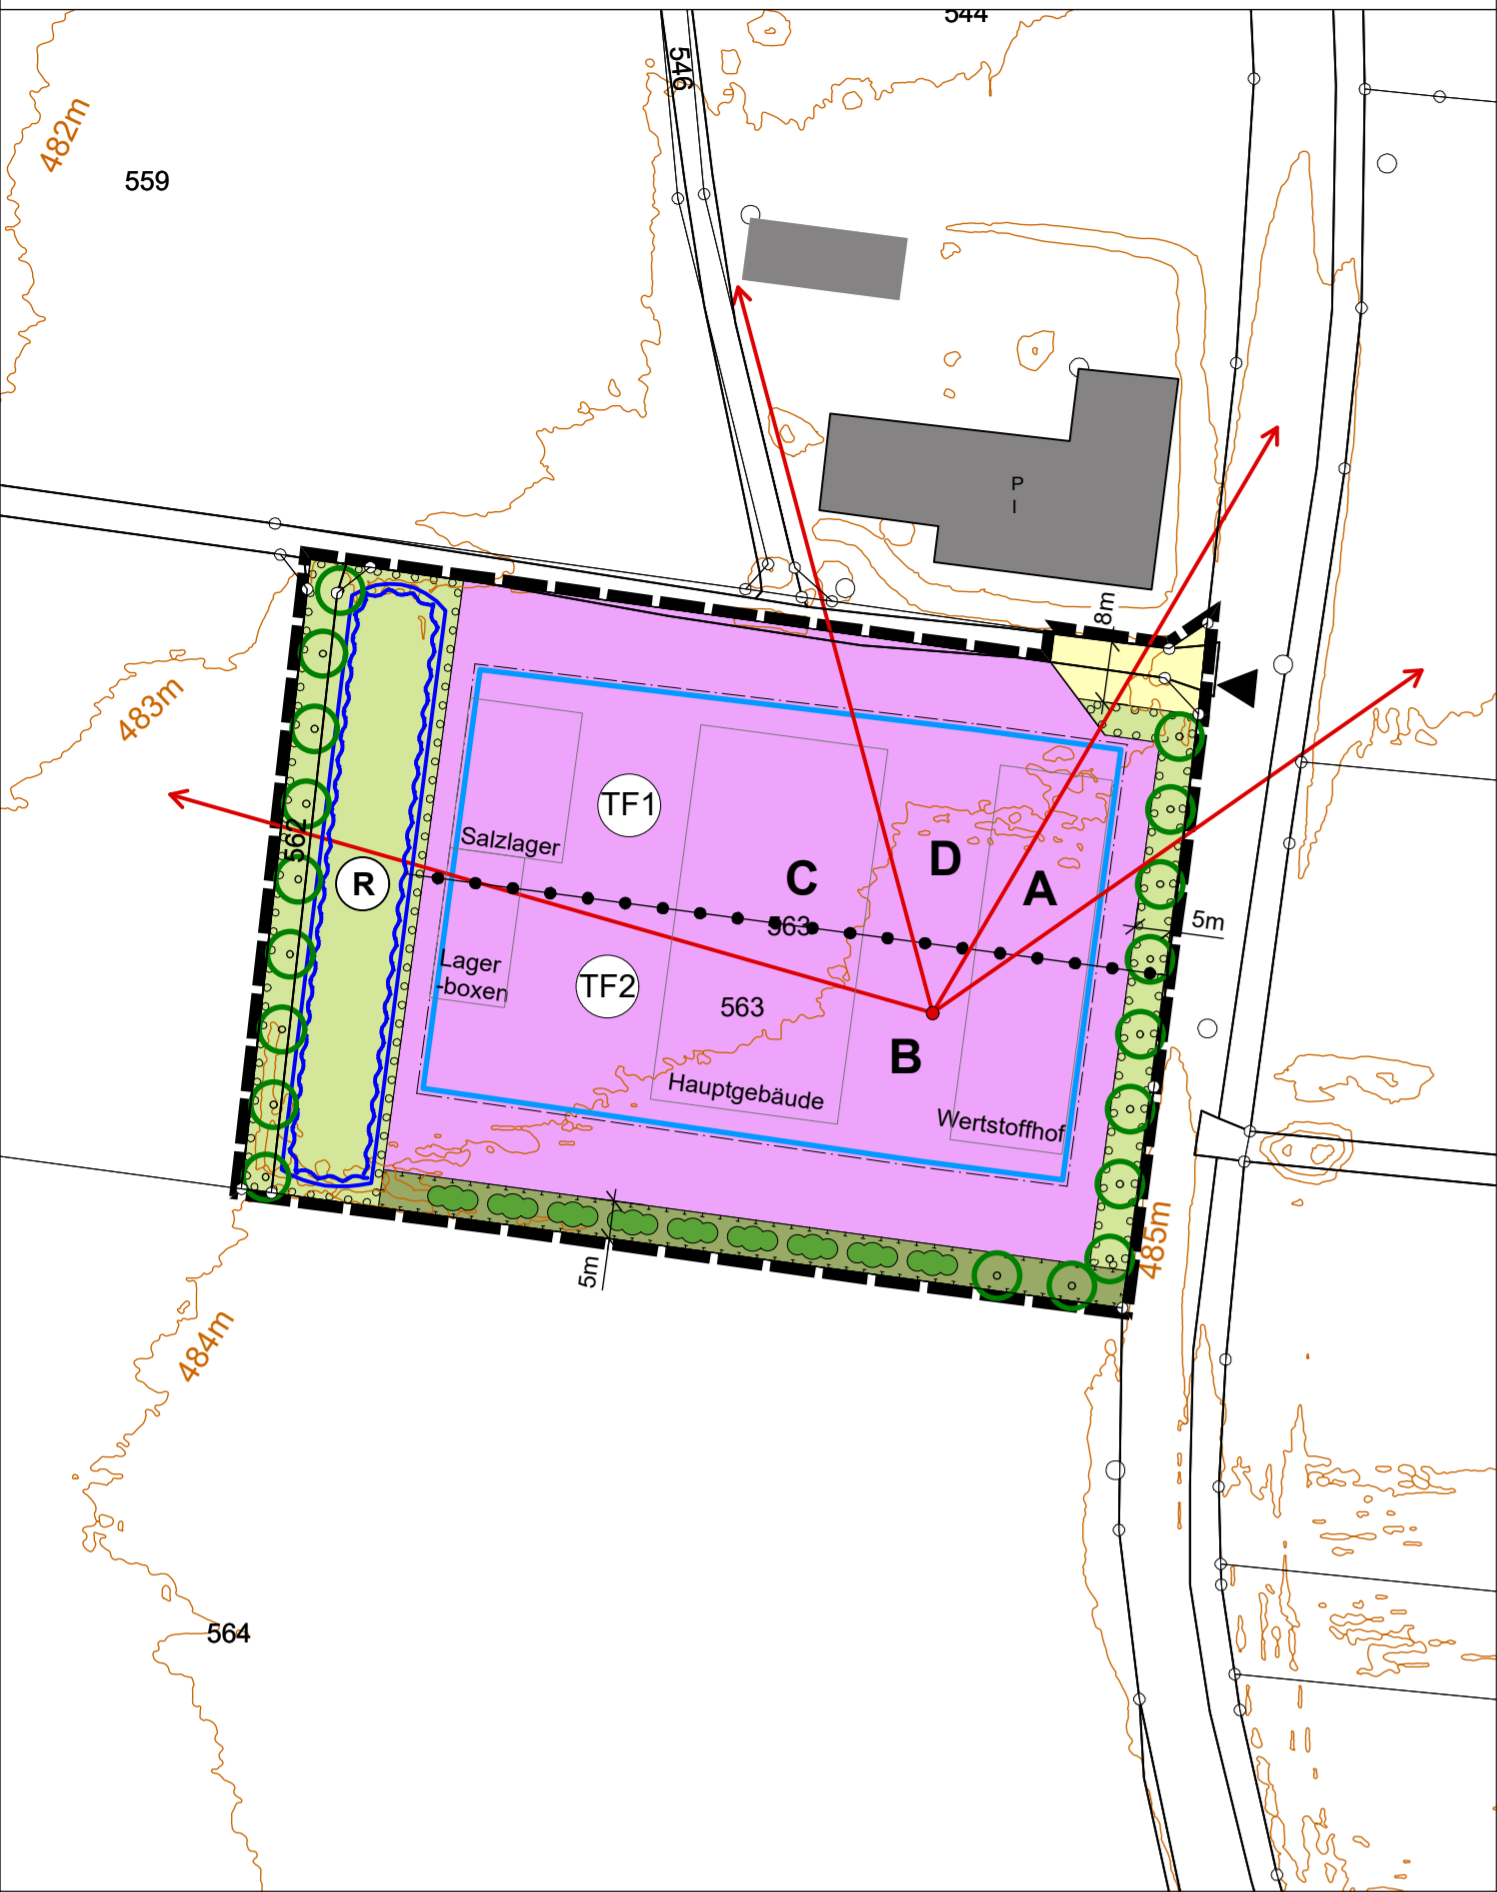 544
546
482m
559
P
I
8m
483m
TF1
Salzlager
562
R
C
D
A
563
5m
Lager
-boxen
TF2
563
B
Hauptgebäude
Wertstoffhof
485m
5m
484m
564